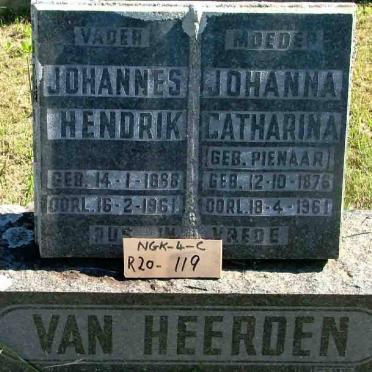 VADER
JOHANNES
HENDRIK
GEB. 14-1-1888
OORL. 16-2-1961
MOEDER
JOHANNA
CATHARINA
(GEB. PIENAAR)
GEB. 12-10-1876
OORL. 18-4-1961
RUS IN VREDE
NGK-4-C
R20-119
VAN HEERDEN